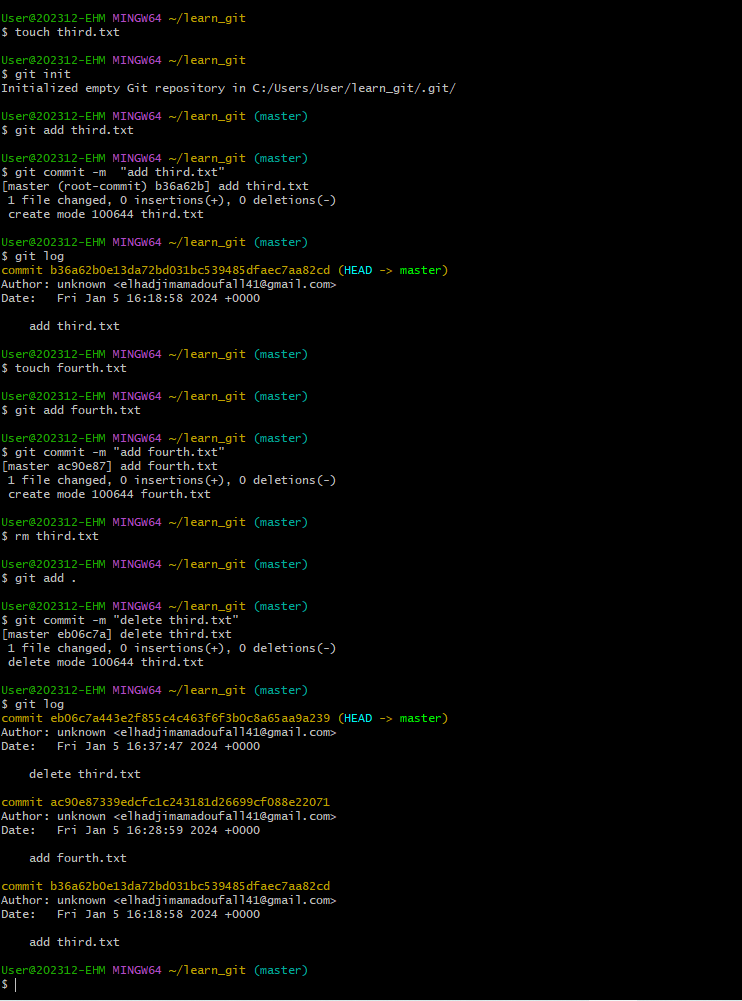 User@202312-EHM MINGW64 ~/learn_git
$ touch third.txt
User@202312-EHM MINGW64 ~/learn_git
$ git init
Initialized empty Git repository in C:/Users/User/learn_git/.git/
User@202312-EHM MINGW64 ~/learn_git (master)
$ git add third.txt
User@202312-EHM MINGW64 ~/learn_git (master)
$ git commit -m  "add third.txt"
[master (root-commit) b36a62b] add third.txt
 1 file changed, 0 insertions(+), 0 deletions(-)
 create mode 100644 third.txt
User@202312-EHM MINGW64 ~/learn_git (master)
$ git log
commit b36a62b0e13da72bd031bc539485dfaec7aa82cd (HEAD -> master)
Author: unknown <elhadjimamadoufall41@gmail.com>
Date:   Fri Jan 5 16:18:58 2024 +0000
    add third.txt
User@202312-EHM MINGW64 ~/learn_git (master)
$ touch fourth.txt
User@202312-EHM MINGW64 ~/learn_git (master)
$ git add fourth.txt
User@202312-EHM MINGW64 ~/learn_git (master)
$ git commit -m "add fourth.txt"
[master ac90e87] add fourth.txt
 1 file changed, 0 insertions(+), 0 deletions(-)
 create mode 100644 fourth.txt
User@202312-EHM MINGW64 ~/learn_git (master)
$ rm third.txt
User@202312-EHM MINGW64 ~/learn_git (master)
$ git add .
User@202312-EHM MINGW64 ~/learn_git (master)
$ git commit -m "delete third.txt"
[master eb06c7a] delete third.txt
 1 file changed, 0 insertions(+), 0 deletions(-)
 delete mode 100644 third.txt
User@202312-EHM MINGW64 ~/learn_git (master)
$ git log
commit eb06c7a443e2f855c4c463f6f3b0c8a65aa9a239 (HEAD -> master)
Author: unknown <elhadjimamadoufall41@gmail.com>
Date:   Fri Jan 5 16:37:47 2024 +0000
    delete third.txt
commit ac90e87339edcfc1c243181d26699cf088e22071
Author: unknown <elhadjimamadoufall41@gmail.com>
Date:   Fri Jan 5 16:28:59 2024 +0000
    add fourth.txt
commit b36a62b0e13da72bd031bc539485dfaec7aa82cd
Author: unknown <elhadjimamadoufall41@gmail.com>
Date:   Fri Jan 5 16:18:58 2024 +0000
    add third.txt
User@202312-EHM MINGW64 ~/learn_git (master)
$